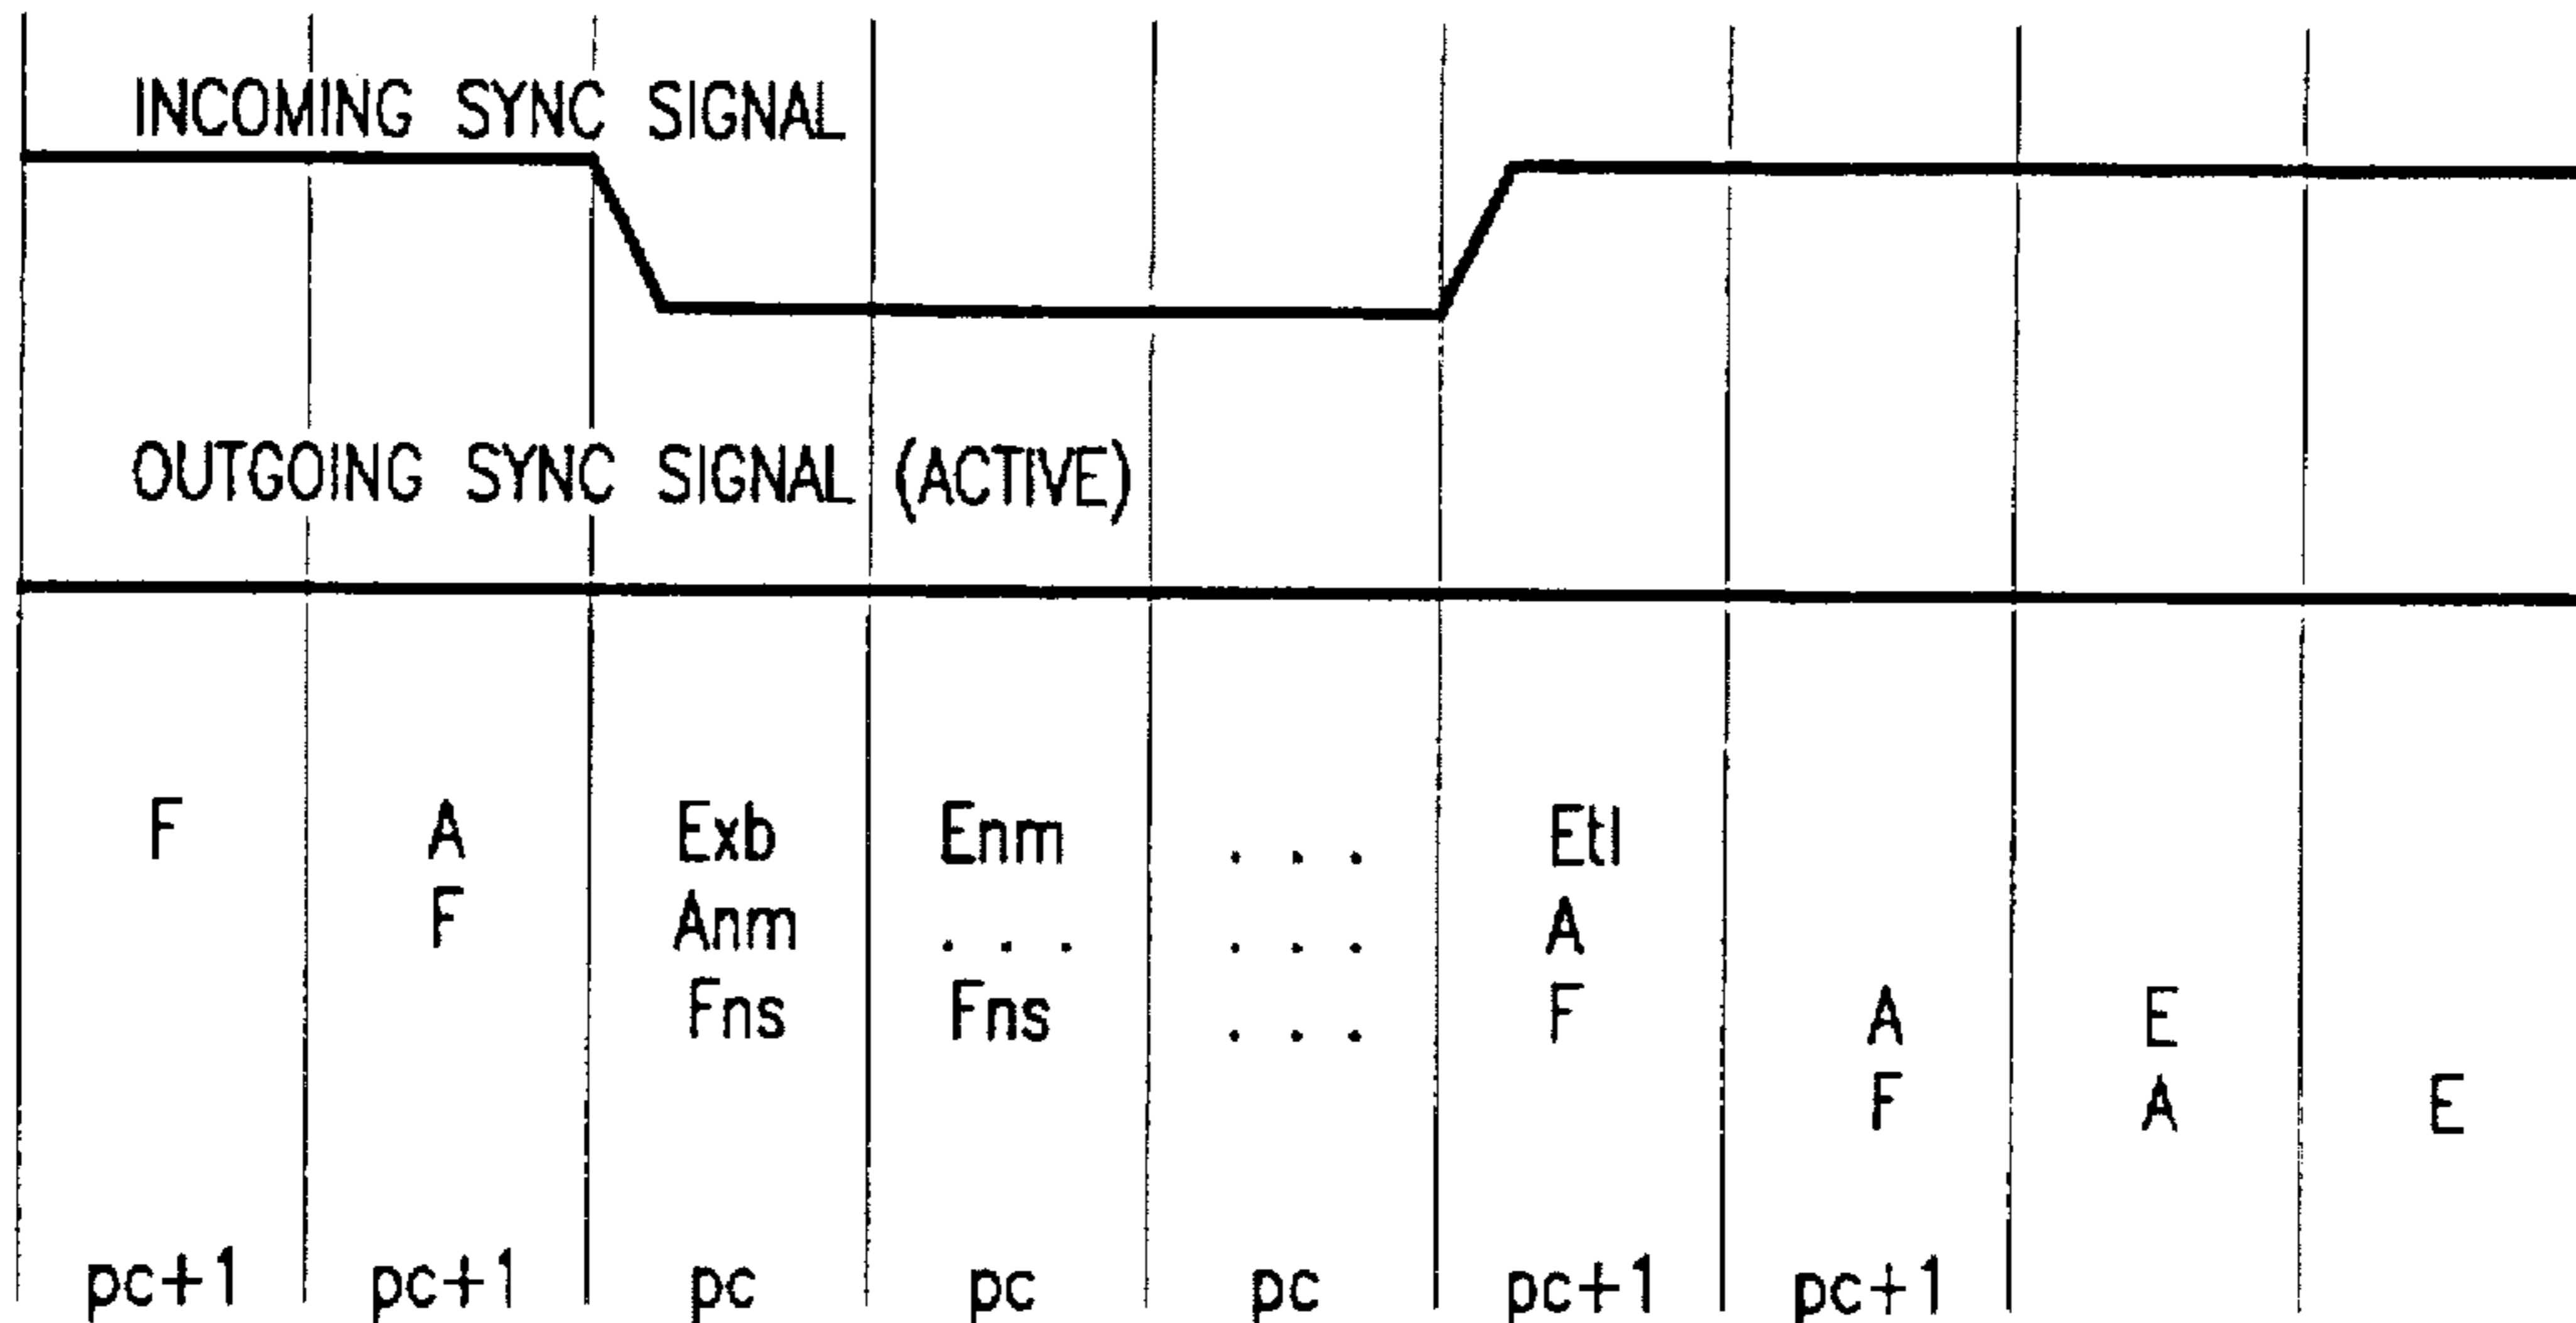 INCOMING SYNC SIGNAL
OUTGOING SYNC SIGNAL (ACTIVE)
F A Exb Enm . . . Etl
F Anm . . . . . . A
Fns Fns . . . F A E
F A E
pc+1 pc+1 pc pc pc pc+1 pc+1